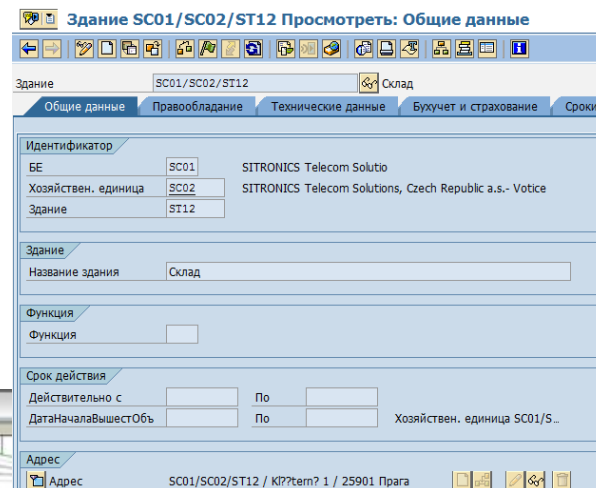 Здание SC01/SC02/ST12 Просмотреть: Общие данные
Здание SC01/SC02/ST12 Склад
Общие данные Правообладание Технические данные Бухучет и страхование Сроки
Идентификатор
БЕ SC01 SITRONICS Telecom Solutio
Хозяйствен. единица SC02 SITRONICS Telecom Solutions, Czech Republic a.s.- Votice
Здание ST12
Здание
Название здания Склад
Функция
Функция
Срок действия
Действительно с По
ДатаНачалаВышестОбъ По Хозяйствен. единица SC01/S...
Адрес
Адрес SC01/SC02/ST12 / Kl??tern? 1 / 25901 Прага